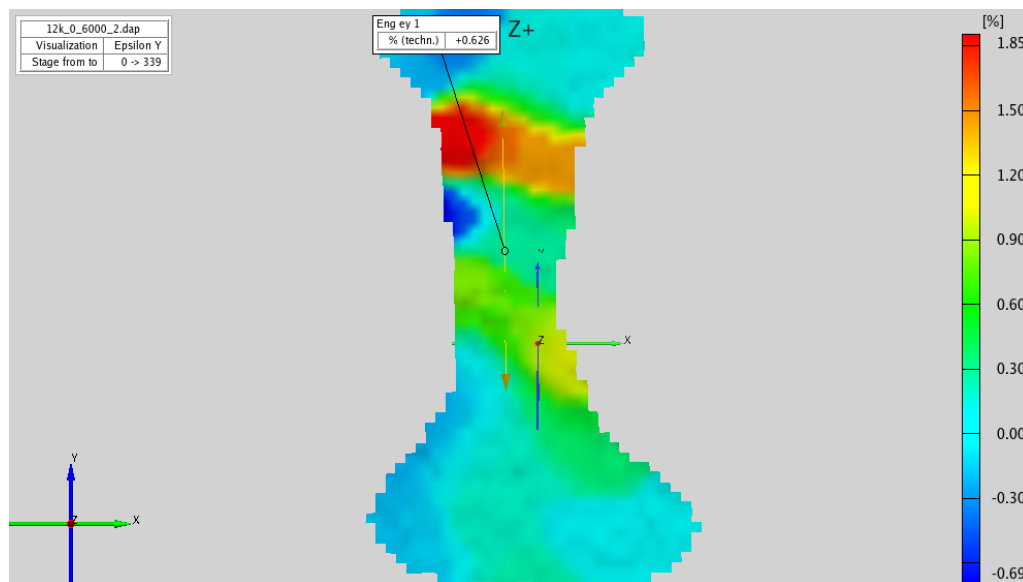 12k_0_6000_2.dap
Visualization Epsilon Y
Stage from to 0 -> 339
Eng ey 1
% (techn.) +0.626
Z+
[%]
1.85
1.50
1.20
0.90
0.60
0.30
0.00
-0.30
-0.69
Y
Z X
Y
Z X